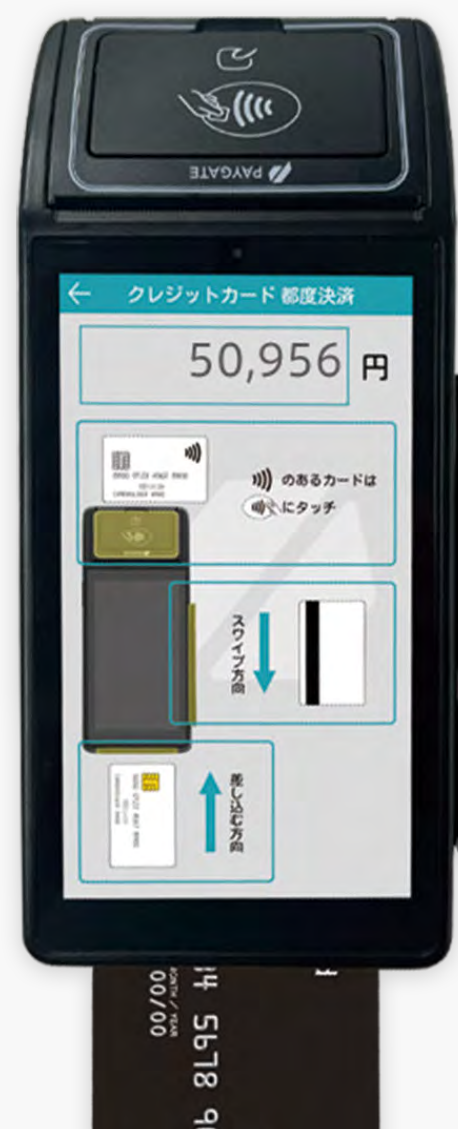 PAYGATE
クレジットカード 都度決済
50,956 円
のあるカードは
にタッチ
スワイプ方向
差し込む方向
34 5678 90
MONTH / YEAR
00/00